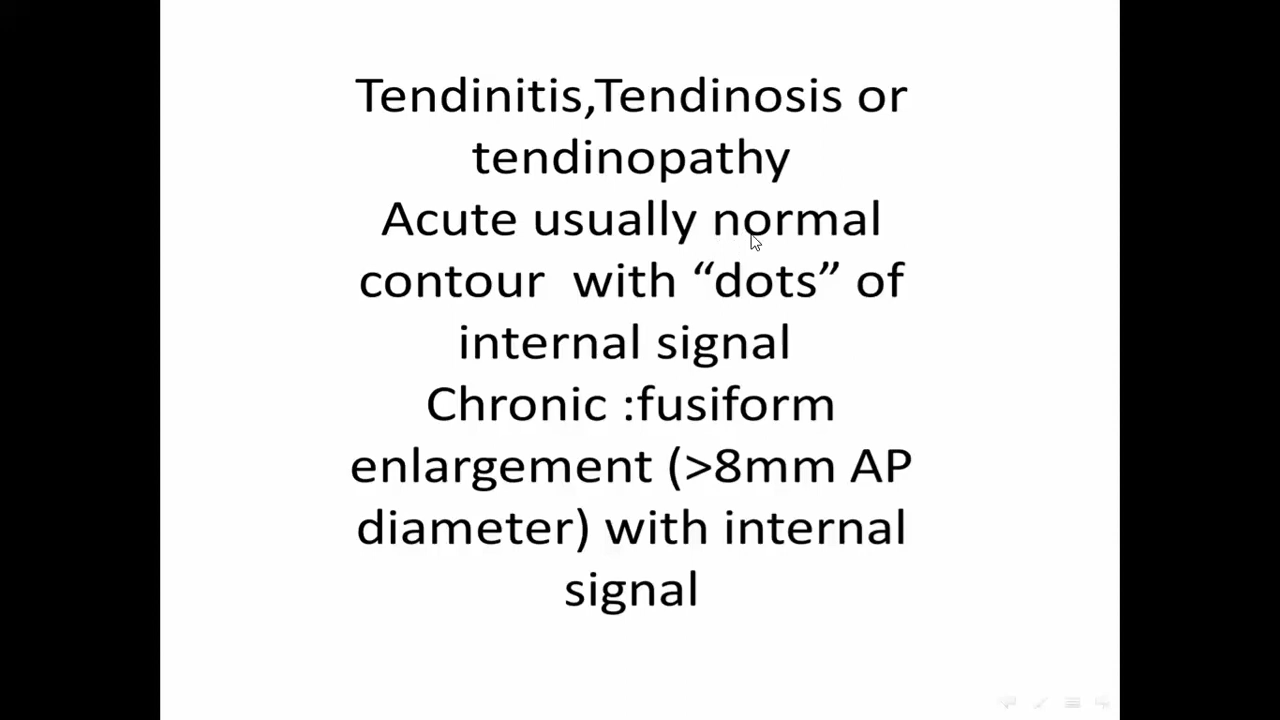 Tendinitis,Tendinosis or
tendinopathy
Acute usually normal
contour  with “dots” of
internal signal
Chronic :fusiform
enlargement (>8mm AP
diameter) with internal
signal